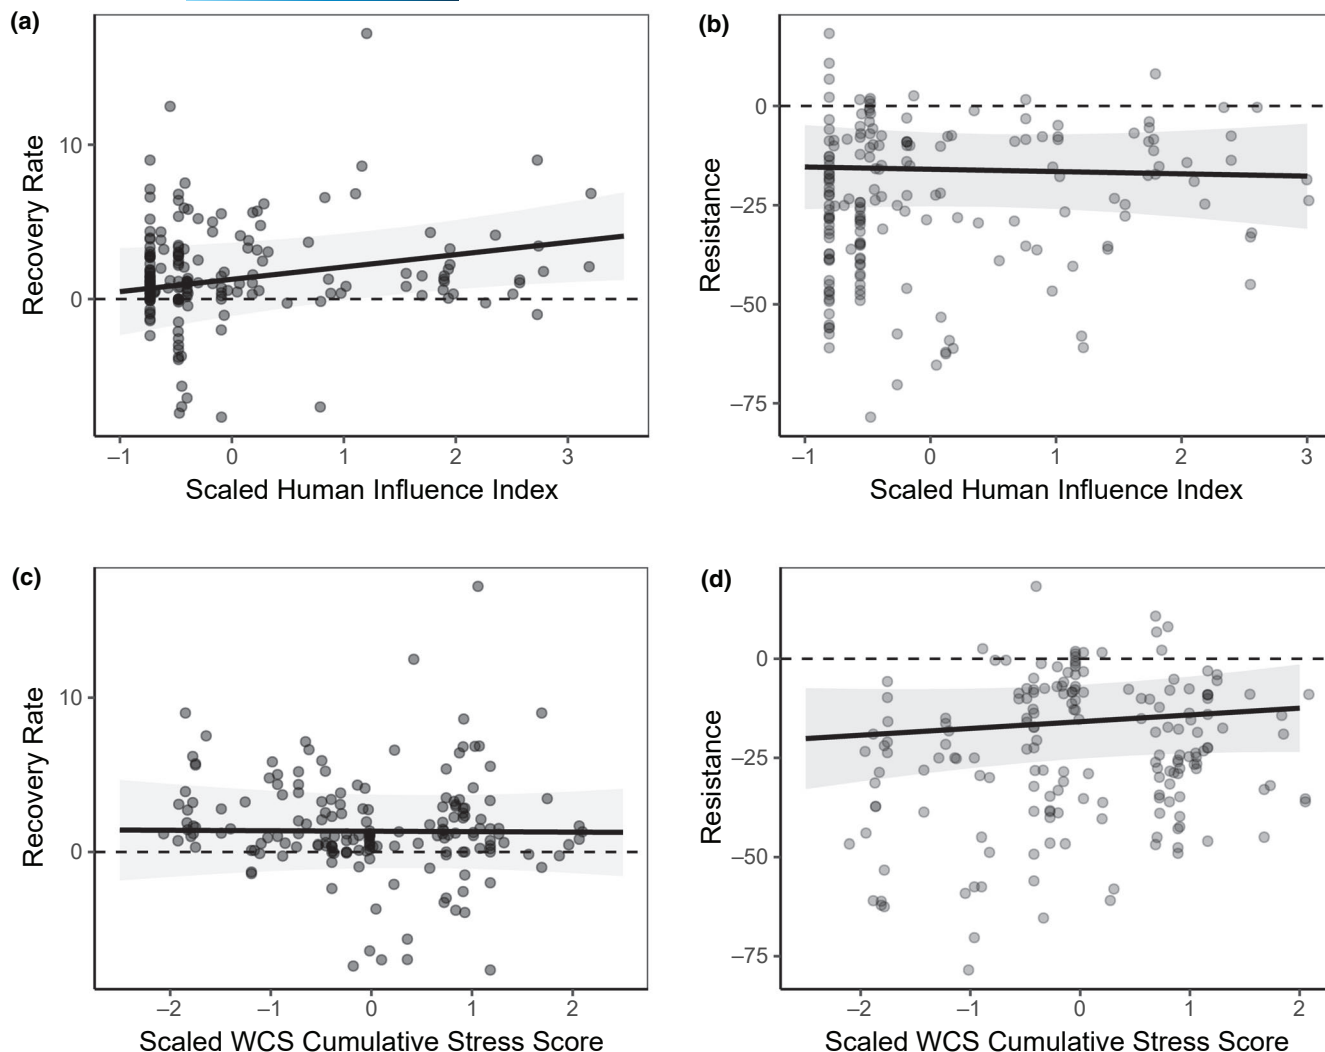 (a)
Recovery Rate
10
0
–1 0 1 2 3
Scaled Human Influence Index
(b)
Resistance
0
–25
–50
–75
–1 0 1 2 3
Scaled Human Influence Index
(c)
Recovery Rate
10
0
–2 –1 0 1 2
Scaled WCS Cumulative Stress Score
(d)
Resistance
0
–25
–50
–75
–2 –1 0 1 2
Scaled WCS Cumulative Stress Score